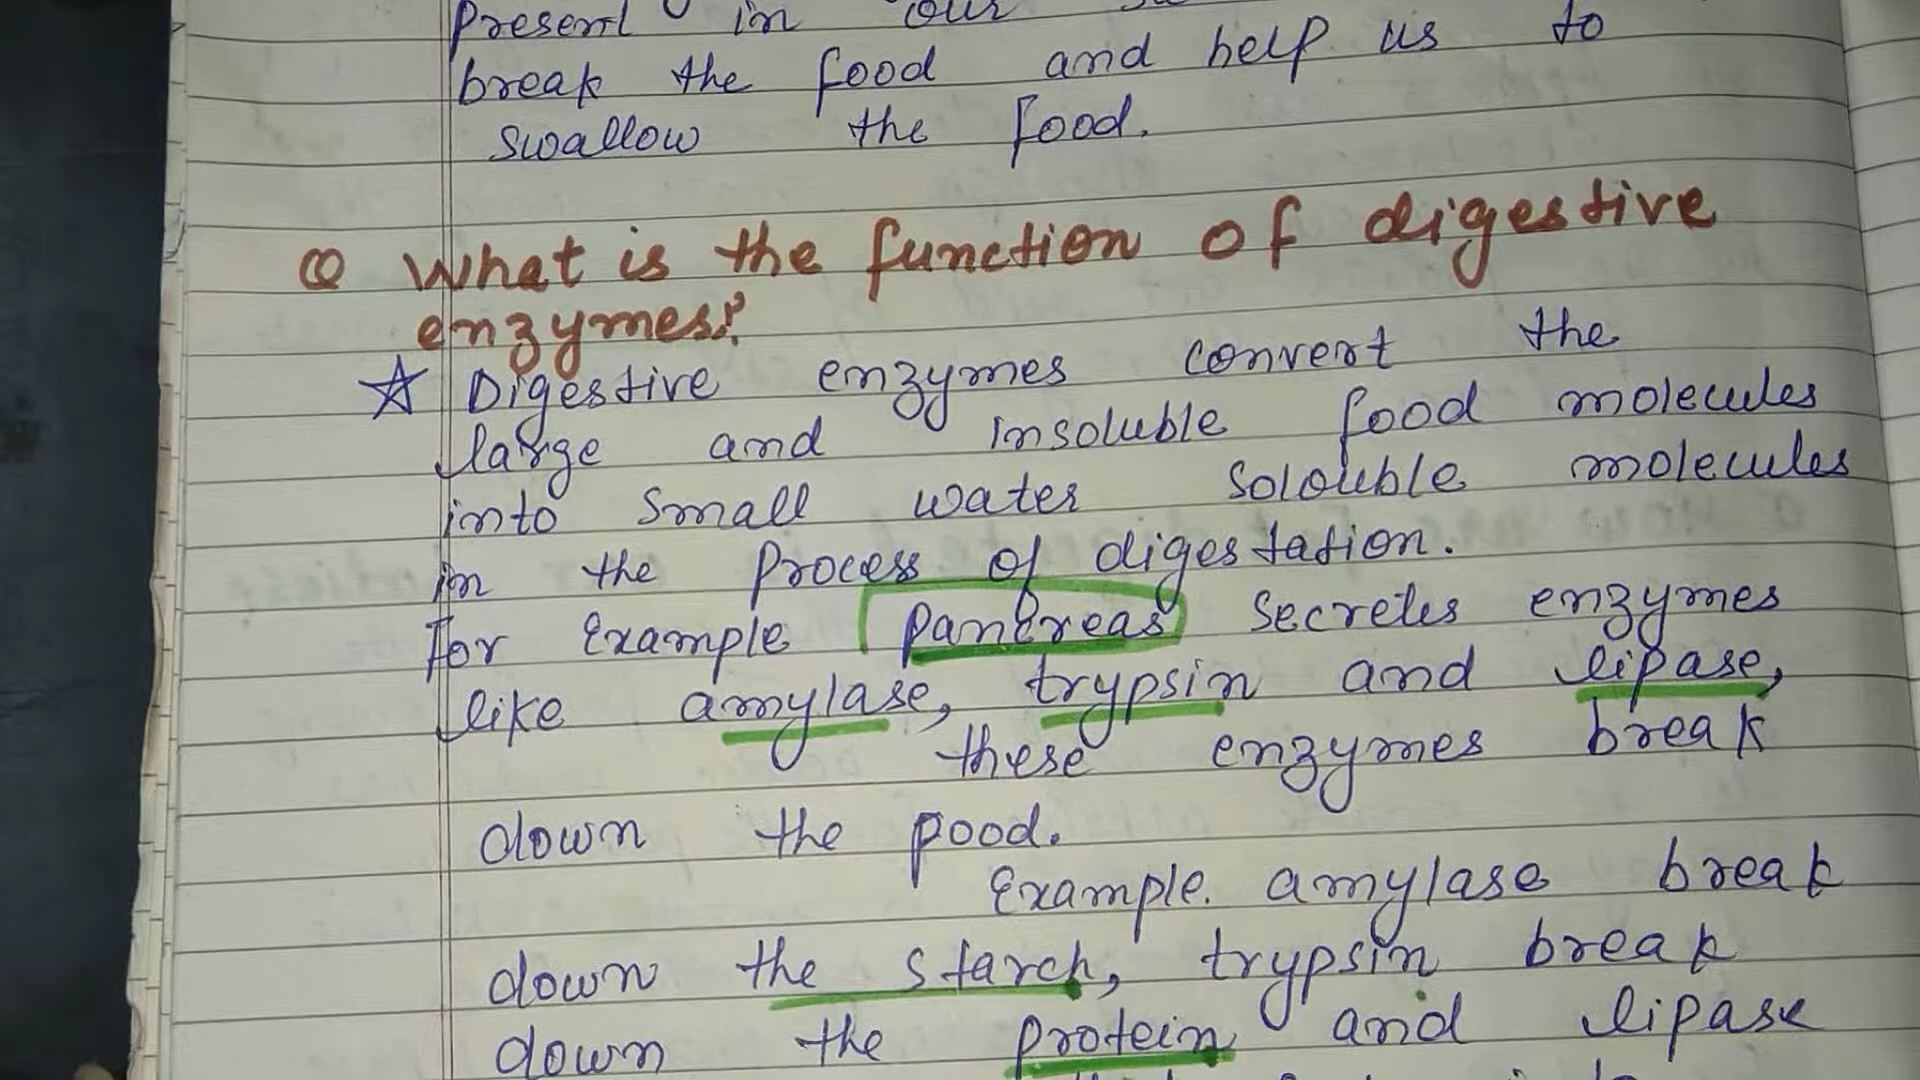 Present in our
break the food and help us to
swallow the food.
Q What is the function of digestive
enzymes?
☆ Digestive enzymes convert the
large and insoluble food molecules
into small water solouble molecules
in the process of digestation.
For Example Pancreas secretes enzymes
like amylase, trypsin and lipase,
these enzymes break
down the pood.
Example. amylase break
down the starch, trypsin break
down the protein and lipase